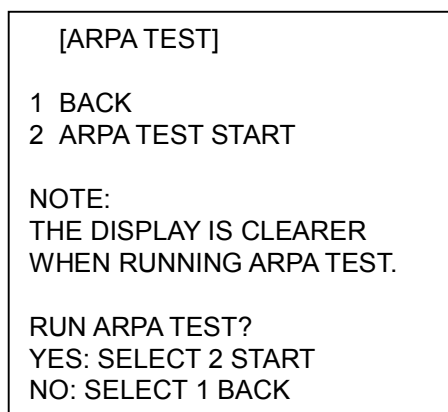 [ARPA TEST]
1 BACK
2 ARPA TEST START
NOTE:
THE DISPLAY IS CLEARER
WHEN RUNNING ARPA TEST.
RUN ARPA TEST?
YES: SELECT 2 START
NO: SELECT 1 BACK